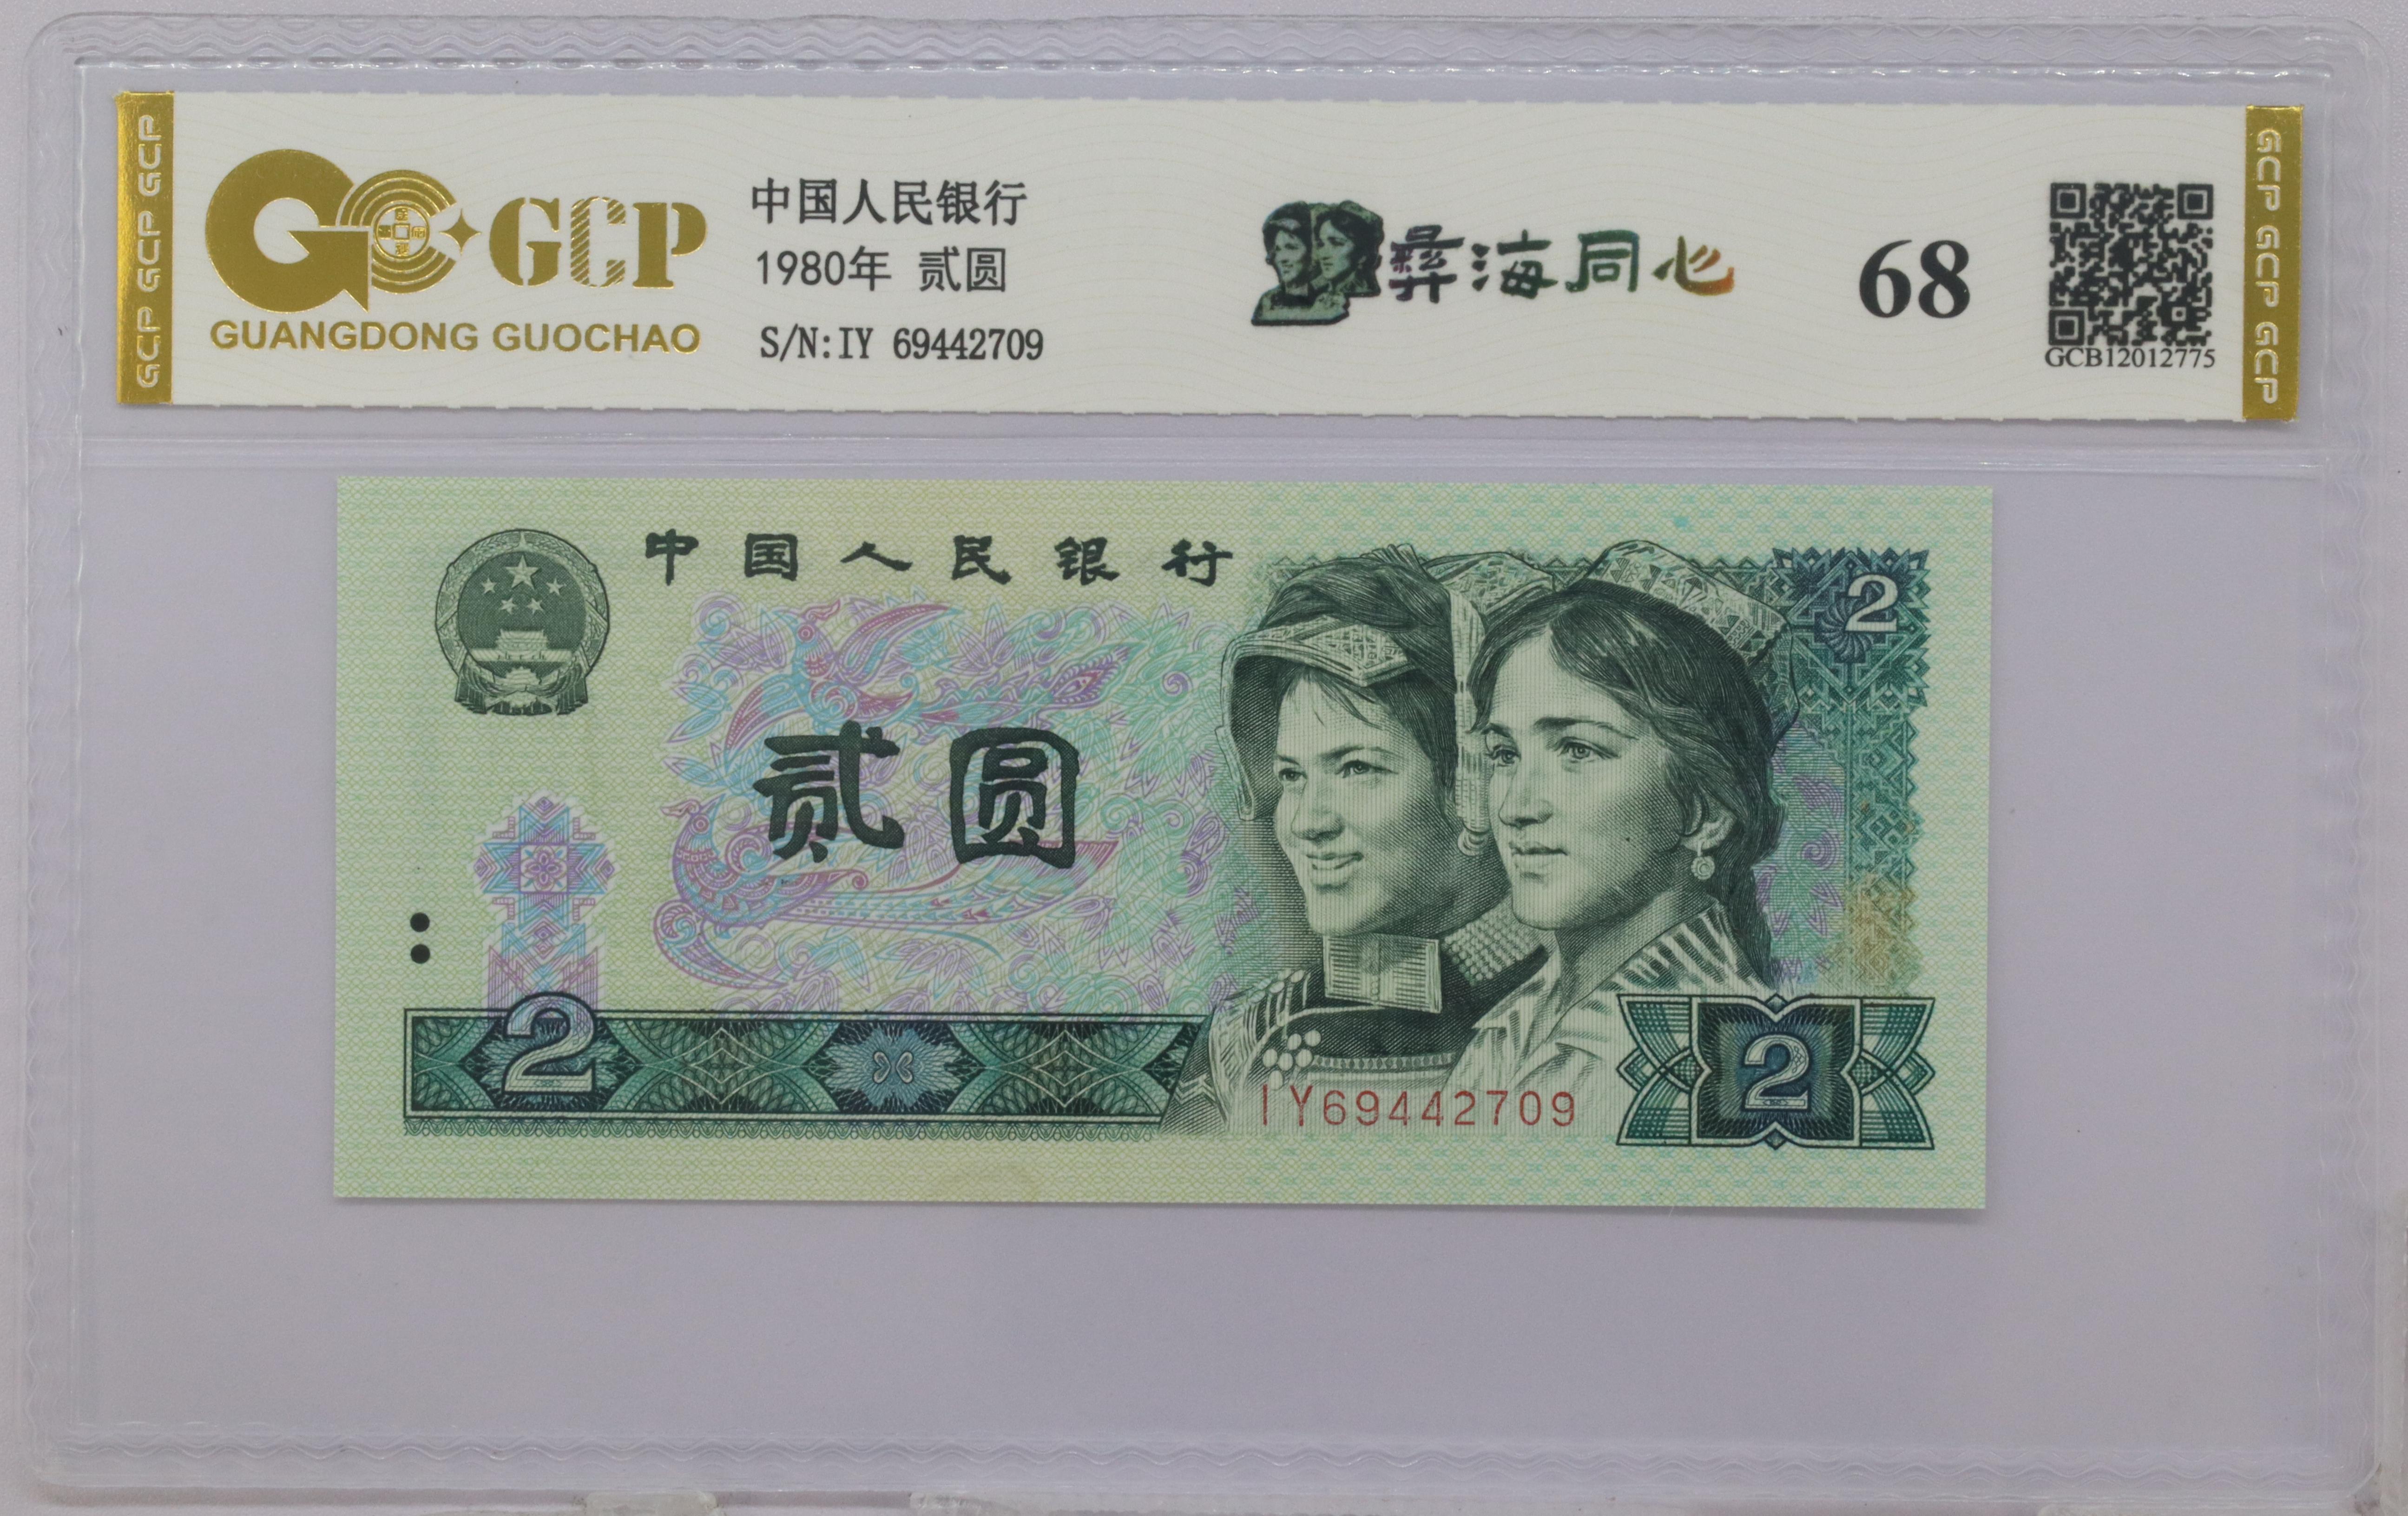 GCP GCP GCP
GCP
GUANGDONG GUOCHAO
中国人民银行
1980年 贰圆
S/N:IY 69442709
彝海同心
68
GCB12012775
GCP GCP GCP
中国人民银行
贰圆
2
2
IY69442709
2